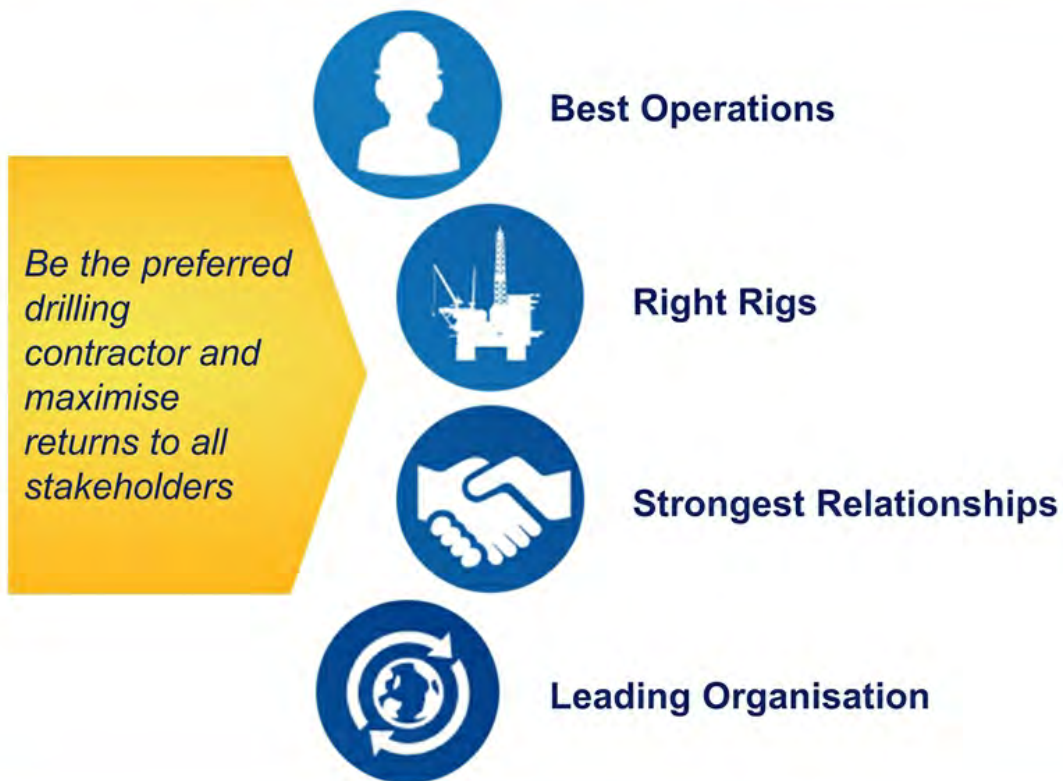 Be the preferred
drilling
contractor and
maximise
returns to all
stakeholders
Best Operations
Right Rigs
Strongest Relationships
Leading Organisation